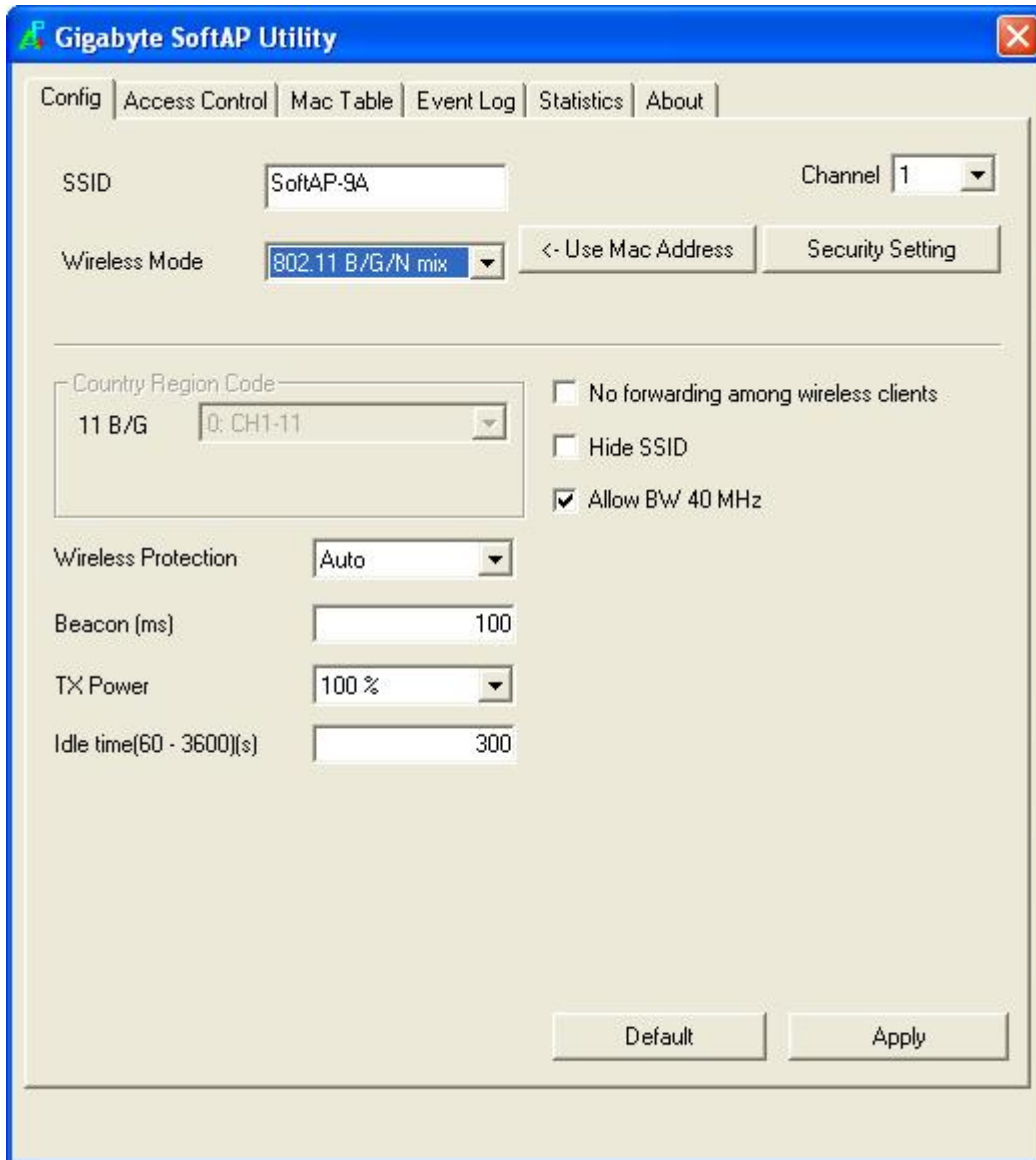 Gigabyte SoftAP Utility
Config Access Control Mac Table Event Log Statistics About
SSID SoftAP-9A Channel 1
Wireless Mode 802.11 B/G/N mix <- Use Mac Address Security Setting
Country Region Code
11 B/G 0: CH1-11
No forwarding among wireless clients
Hide SSID
Allow BW 40 MHz
Wireless Protection Auto
Beacon (ms) 100
TX Power 100 %
Idle time(60 - 3600)(s) 300
Default Apply